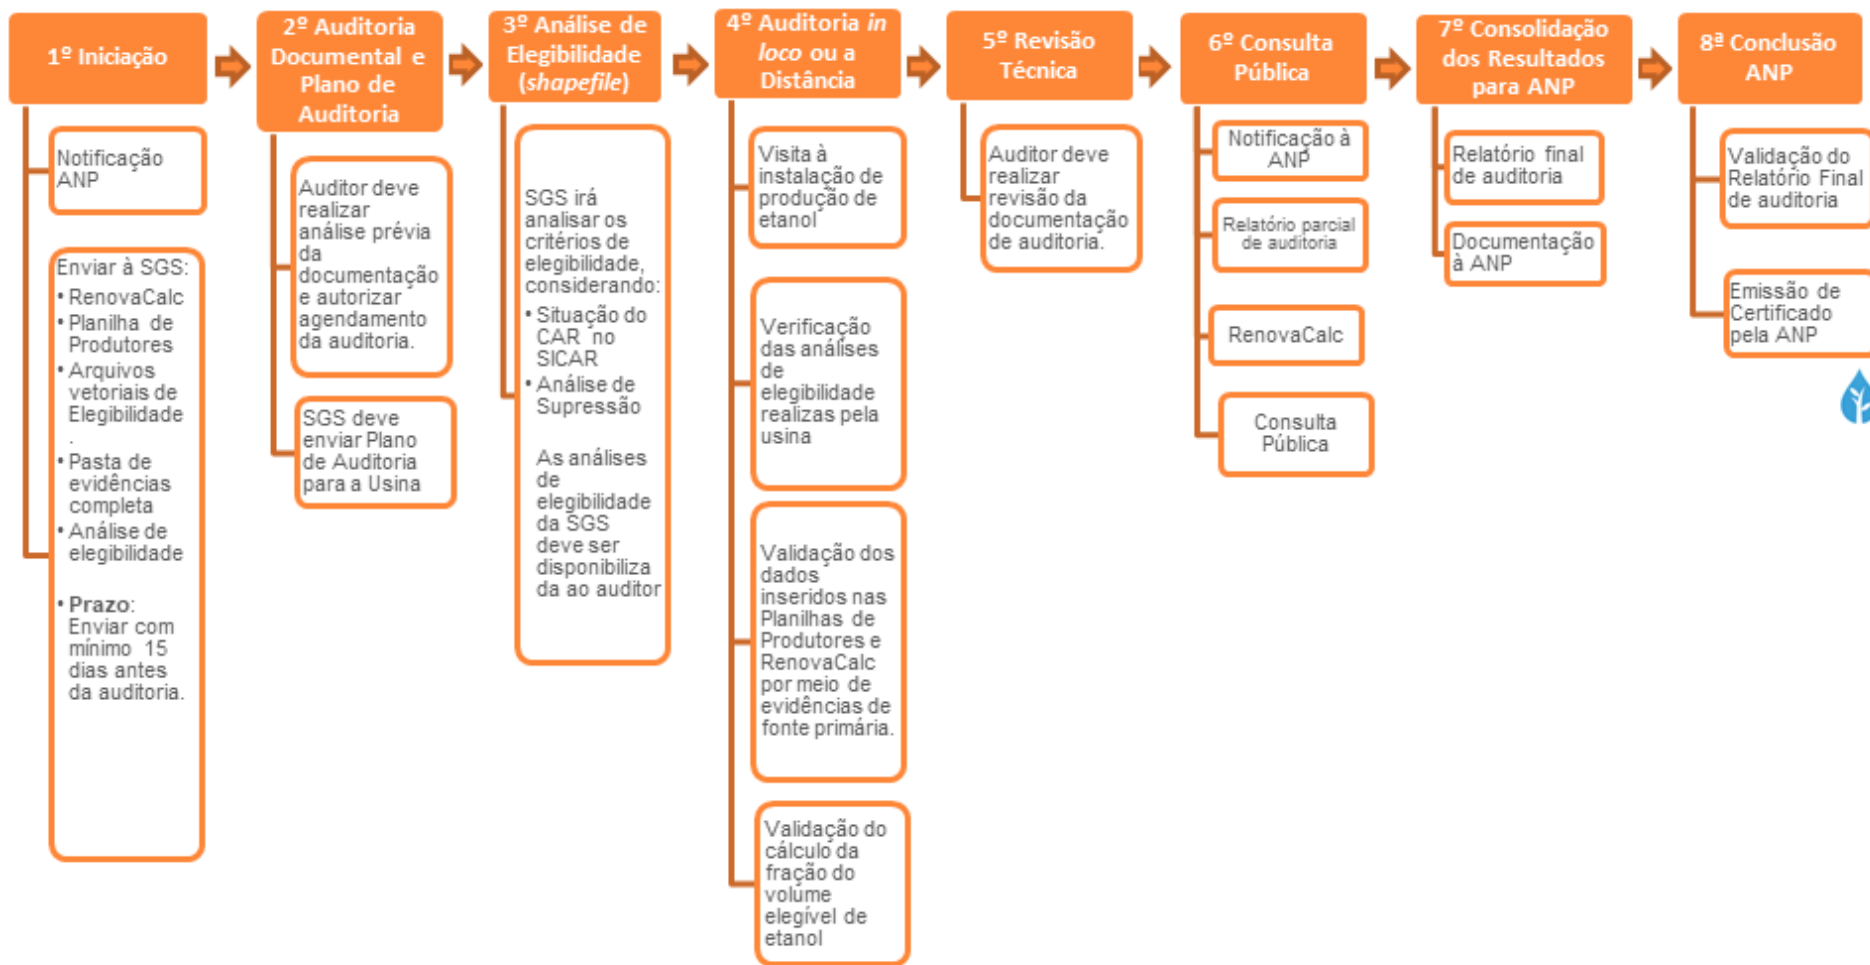 1º Iniciação
Notificação
ANP
Enviar à SGS:
• RenovaCalc
• Planilha de
Produtores
• Arquivos
vetoriais de
Elegibilidade
.
• Pasta de
evidências
completa
• Análise de
elegibilidade
• Prazo:
Enviar com
mínimo 15
dias antes
da auditoria.
2º Auditoria
Documental e
Plano de
Auditoria
Auditor deve
realizar
análise prévia
da
documentação
e autorizar
agendamento
da auditoria.
SGS deve
enviar Plano
de Auditoria
para a Usina
3º Análise de
Elegibilidade
(shapefile)
SGS irá
analisar os
critérios de
elegibilidade,
considerando:
• Situação do
CAR no
SICAR
• Análise de
Supressão
As análises
de
elegibilidade
da SGS
deve ser
disponibiliza
da ao auditor
4º Auditoria in
loco ou a
Distância
Visita à
instalação de
produção de
etanol
Verificação
das análises
de
elegibilidade
realizas pela
usina
Validação dos
dados
inseridos nas
Planilhas de
Produtores e
RenovaCalc
por meio de
evidências de
fonte primária.
Validação do
cálculo da
fração do
volume
elegível de
etanol
5º Revisão
Técnica
Auditor deve
realizar
revisão da
documentação
de auditoria.
6º Consulta
Pública
Notificação à
ANP
Relatório parcial
de auditoria
RenovaCalc
Consulta
Pública
7º Consolidação
dos Resultados
para ANP
Relatório final
de auditoria
Documentação
à ANP
8ª Conclusão
ANP
Validação do
Relatório Final
de auditoria
Emissão de
Certificado
pela ANP